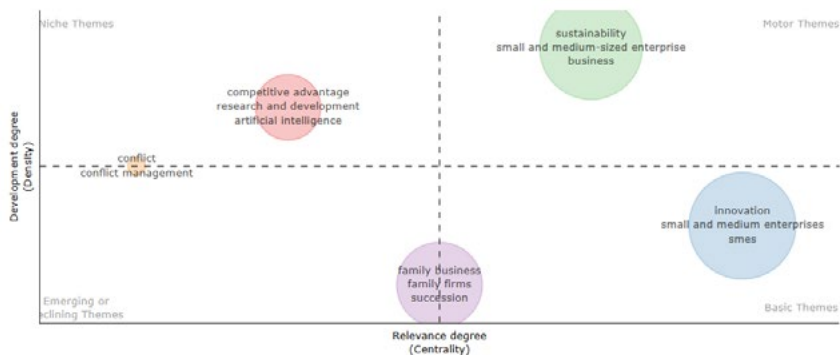 Niche Themes
Motor Themes
sustainability
small and medium-sized enterprise
business
competitive advantage
research and development
artificial intelligence
conflict
conflict management
innovation
small and medium enterprises
smes
family business
family firms
succession
Emerging or
clining Themes
Basic Themes
Development degree
(Density)
Relevance degree
(Centrality)